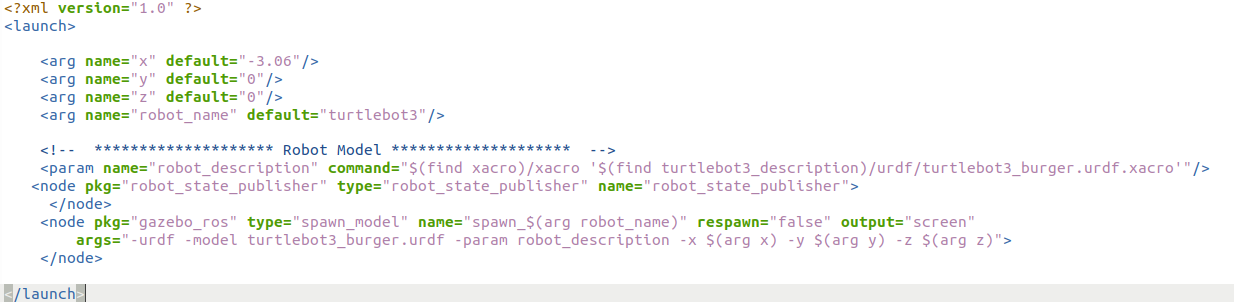 <?xml version="1.0" ?>
<launch>
<arg name="x" default="-3.06"/>
<arg name="y" default="0"/>
<arg name="z" default="0"/>
<arg name="robot_name" default="turtlebot3"/>
<!--  ******************** Robot Model ********************  -->
<param name="robot_description" command="$(find xacro)/xacro '$(find turtlebot3_description)/urdf/turtlebot3_burger.urdf.xacro'"/>
<node pkg="robot_state_publisher" type="robot_state_publisher" name="robot_state_publisher">
</node>
<node pkg="gazebo_ros" type="spawn_model" name="spawn_$(arg robot_name)" respawn="false" output="screen"
args="-urdf -model turtlebot3_burger.urdf -param robot_description -x $(arg x) -y $(arg y) -z $(arg z)">
</node>
</launch>